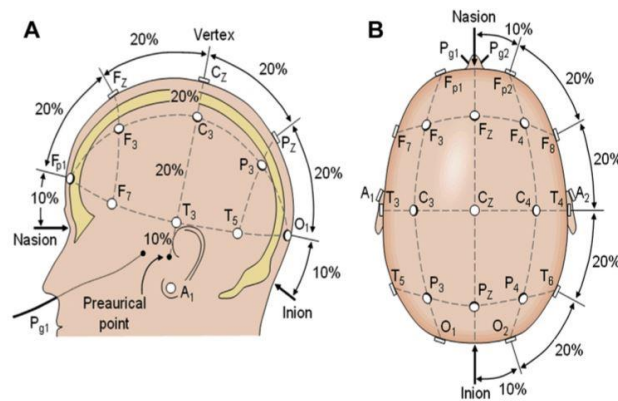 A
20%
Vertex
20%
FZ
CZ
20%
20%
20%
F3
C3
PZ
20%
Fp1
20%
P3
10%
F7
T3
T5
O1
Nasion
10%
10%
A1
Preaurical
point
Inion
Pg1
B
Nasion
10%
Pg1
Pg2
20%
Fp1
Fp2
F7
F3
FZ
F4
F8
20%
A1
T3
C3
CZ
C4
T4
A2
20%
T5
P3
PZ
P4
T6
O1
O2
20%
Inion
10%